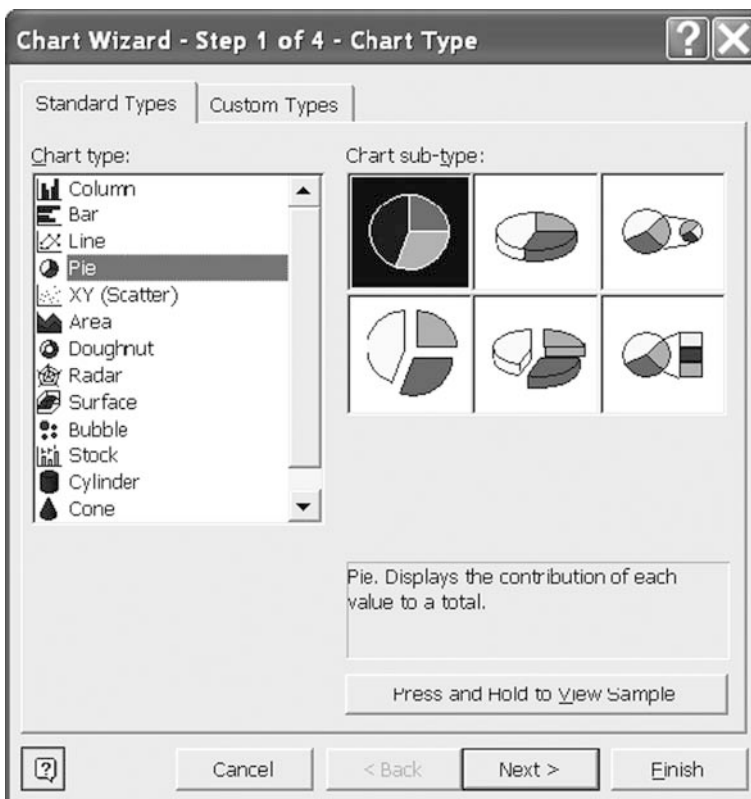 Chart Wizard - Step 1 of 4 - Chart Type
Standard Types
Custom Types
Chart type:
Column
Bar
Line
Pie
XY (Scatter)
Area
Doughnut
Radar
Surface
Bubble
Stock
Cylinder
Cone
Chart sub-type:
Pie. Displays the contribution of each
value to a total.
Press and Hold to View Sample
Cancel
< Back
Next >
Finish